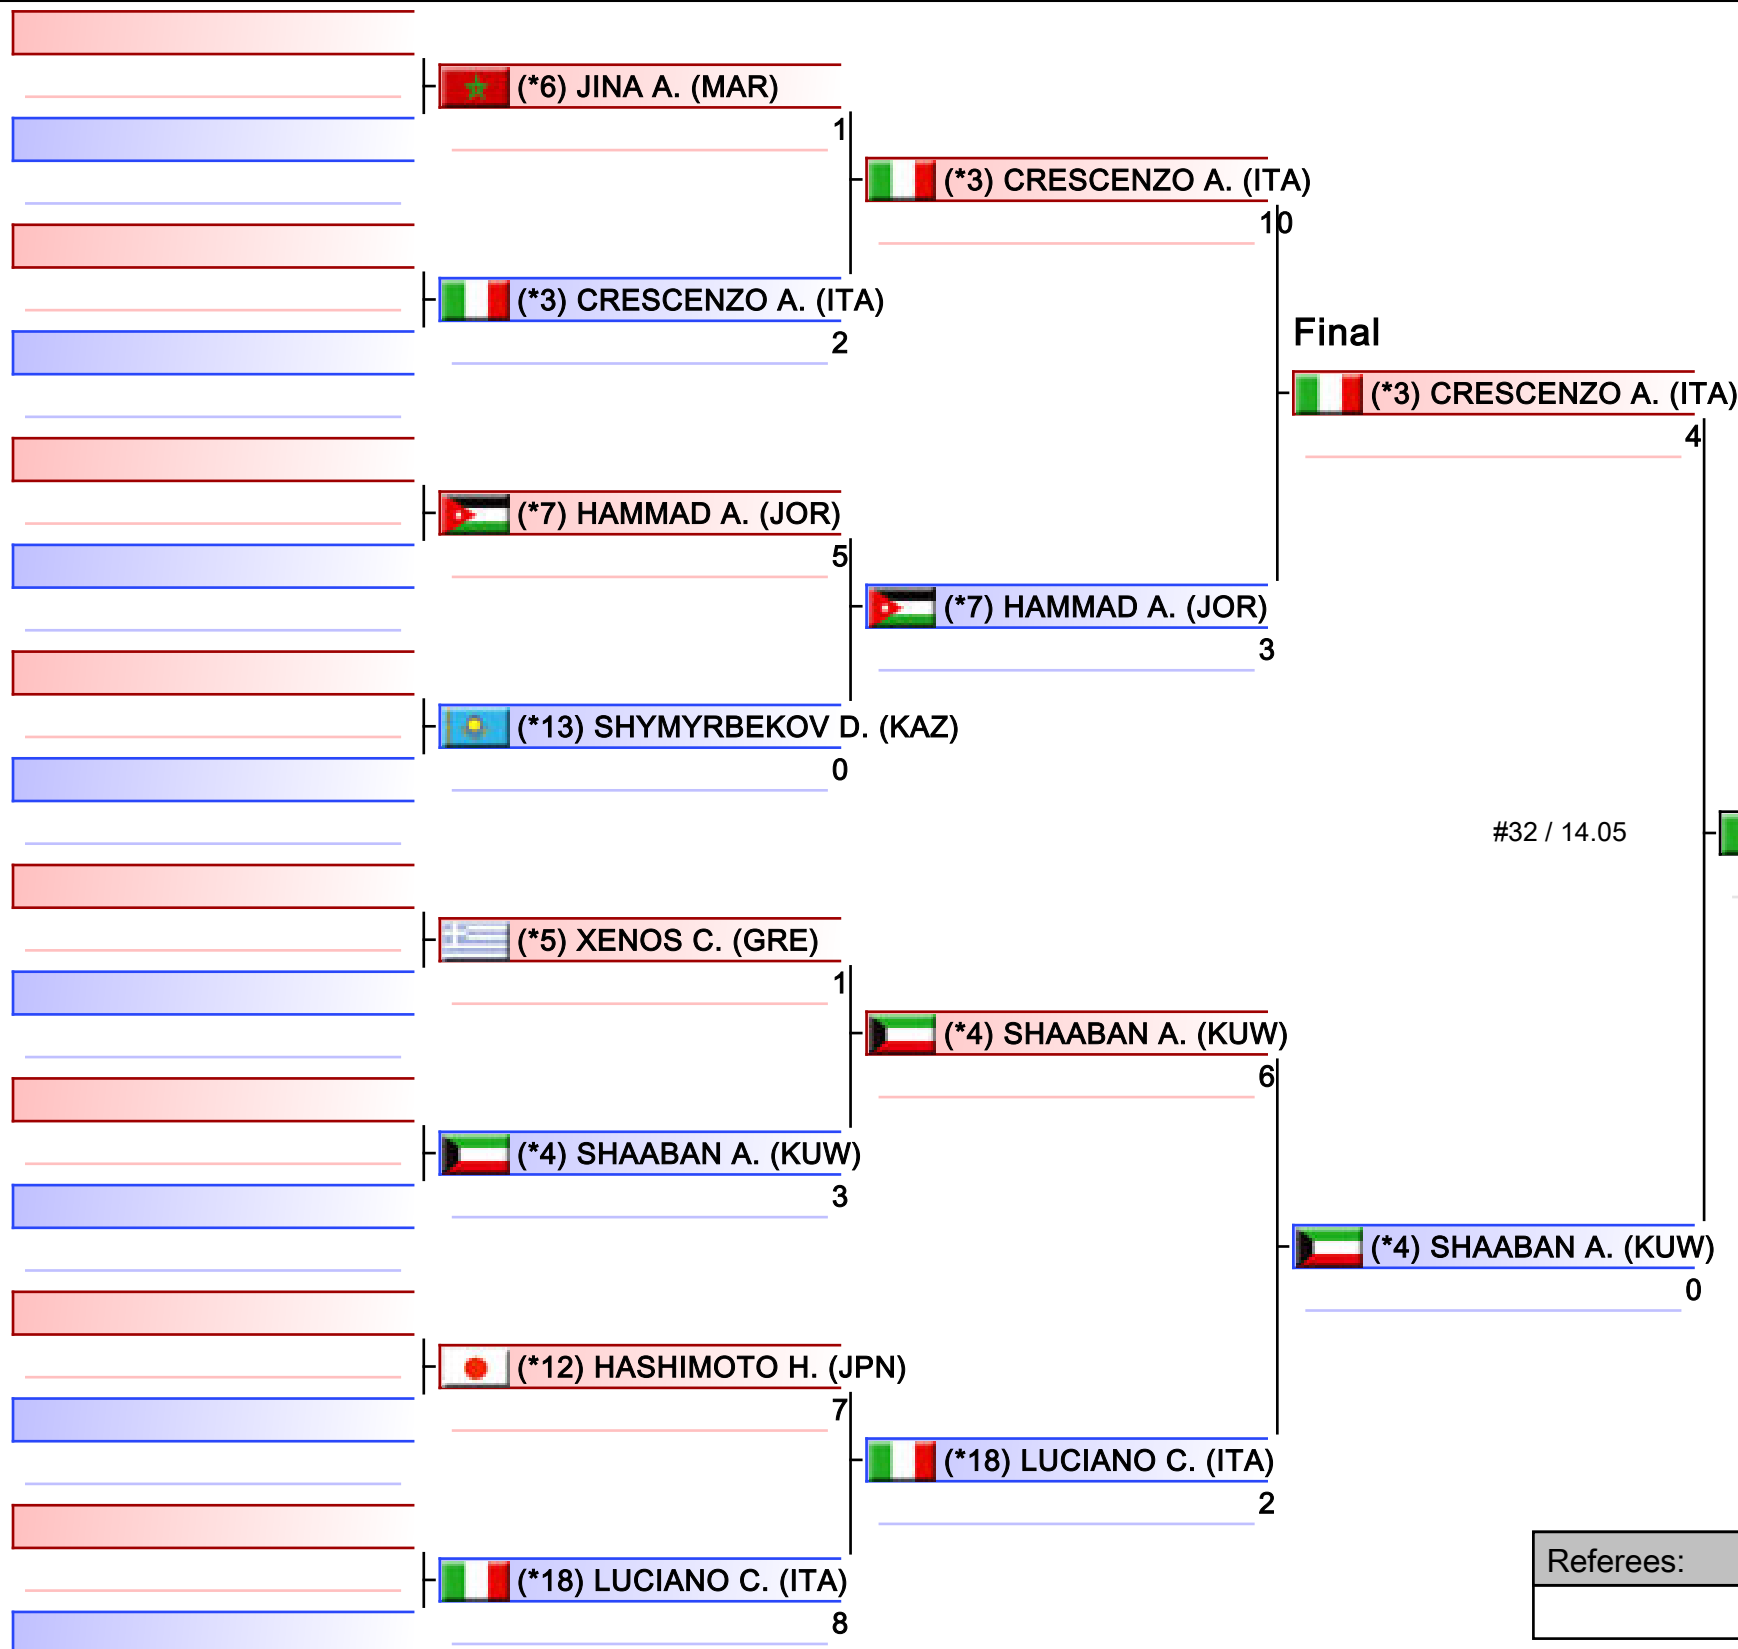 (*6) JINA A. (MAR)
1
(*3) CRESCENZO A. (ITA)
10
(*3) CRESCENZO A. (ITA)
2
Final
(*3) CRESCENZO A. (ITA)
4
(*7) HAMMAD A. (JOR)
5
(*7) HAMMAD A. (JOR)
3
(*13) SHYMYRBEKOV D. (KAZ)
0
#32 / 14.05
(*5) XENOS C. (GRE)
1
(*4) SHAABAN A. (KUW)
6
(*4) SHAABAN A. (KUW)
3
(*4) SHAABAN A. (KUW)
0
(*12) HASHIMOTO H. (JPN)
7
(*18) LUCIANO C. (ITA)
2
Referees:
(*18) LUCIANO C. (ITA)
8